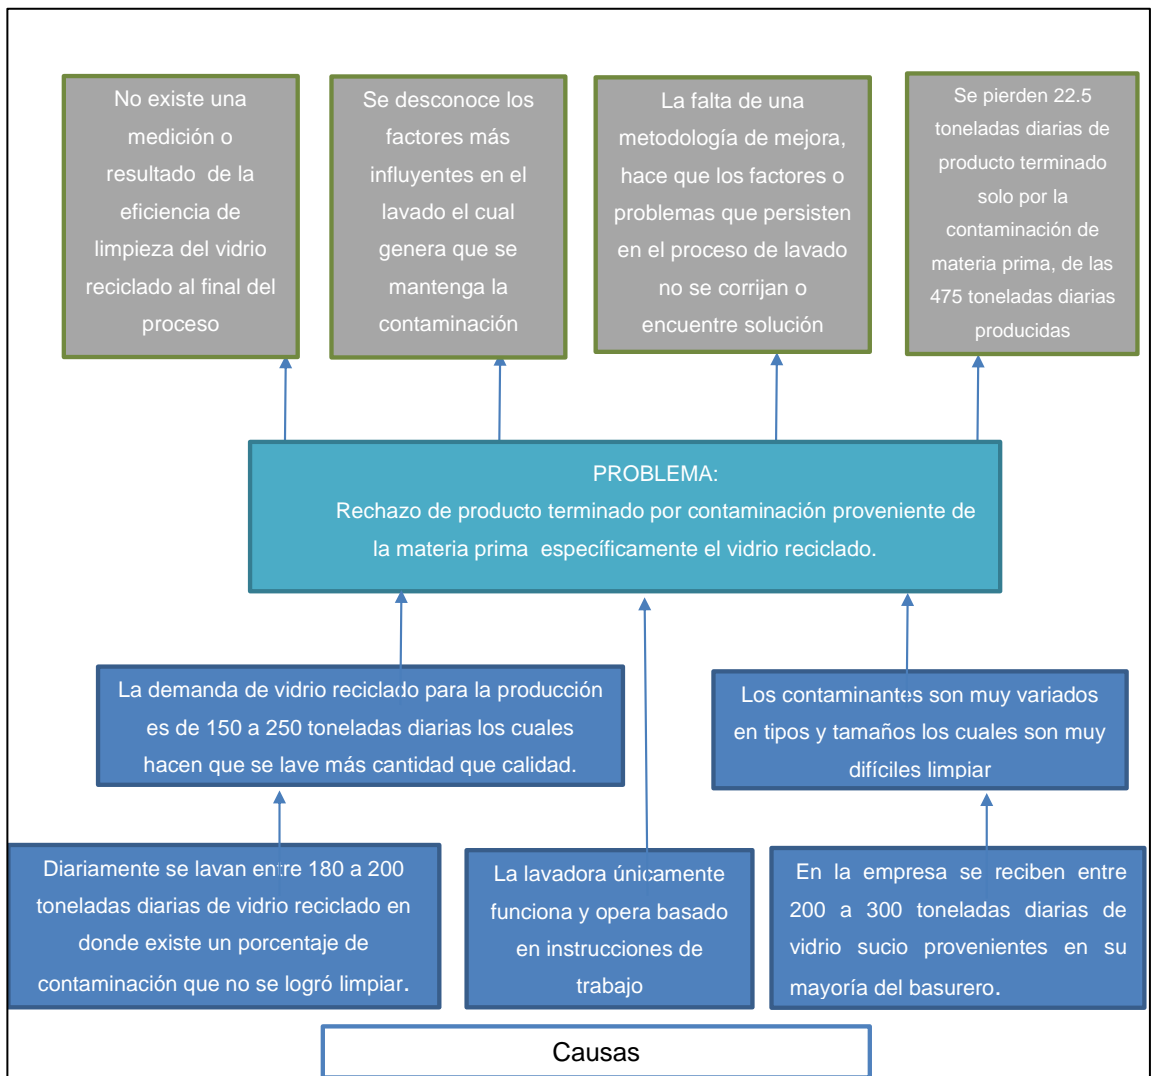 No existe una
medición o
resultado de la
eficiencia de
limpieza del vidrio
reciclado al final del
proceso
Se desconoce los
factores más
influyentes en el
lavado el cual
genera que se
mantenga la
contaminación
La falta de una
metodología de mejora,
hace que los factores o
problemas que persisten
en el proceso de lavado
no se corrijan o
encuentre solución
Se pierden 22.5
toneladas diarias de
producto terminado
solo por la
contaminación de
materia prima, de las
475 toneladas diarias
producidas
PROBLEMA:
Rechazo de producto terminado por contaminación proveniente de
la materia prima específicamente el vidrio reciclado.
La demanda de vidrio reciclado para la producción
es de 150 a 250 toneladas diarias los cuales
hacen que se lave más cantidad que calidad.
Los contaminantes son muy variados
en tipos y tamaños los cuales son muy
difíciles limpiar
Diariamente se lavan entre 180 a 200
toneladas diarias de vidrio reciclado en
donde existe un porcentaje de
contaminación que no se logró limpiar.
La lavadora únicamente
funciona y opera basado
en instrucciones de
trabajo
En la empresa se reciben entre
200 a 300 toneladas diarias de
vidrio sucio provenientes en su
mayoría del basurero.
Causas